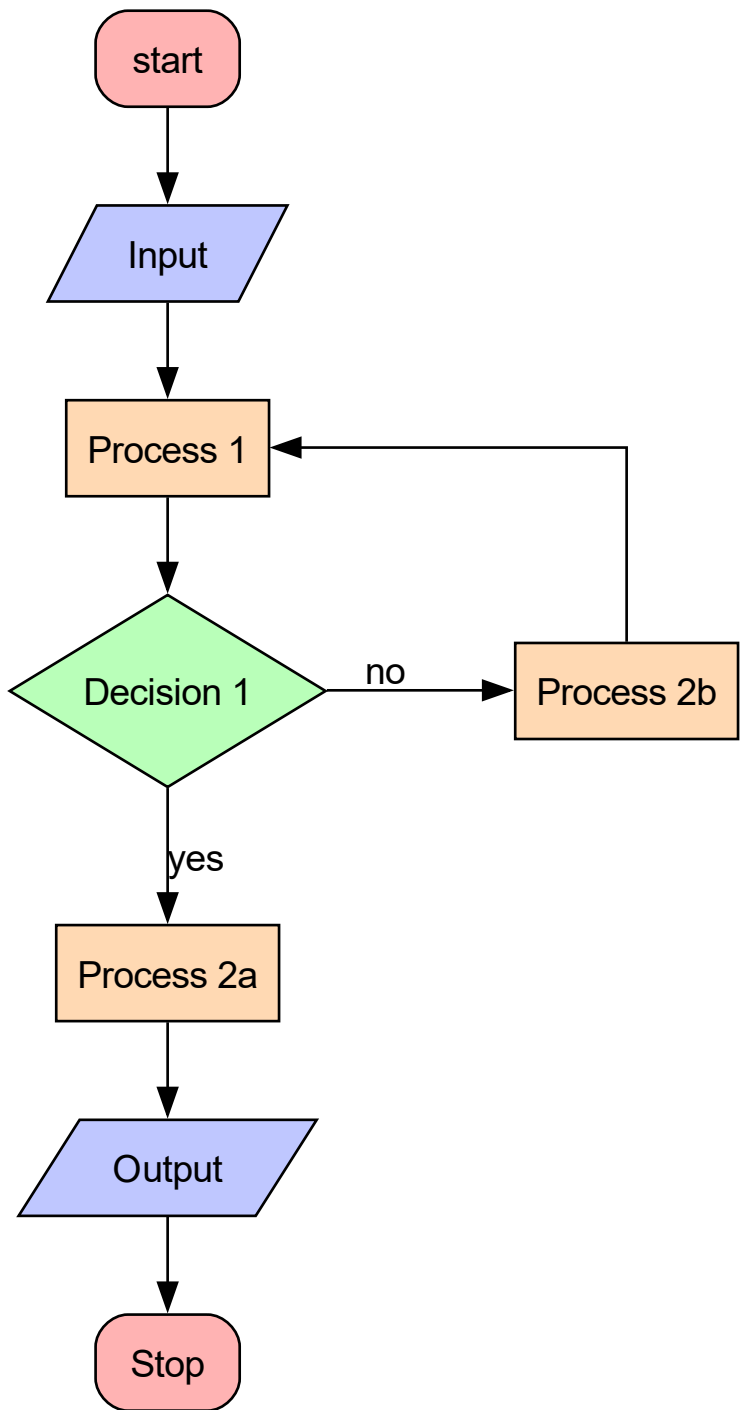 start
Input
Process 1
Decision 1
no
Process 2b
yes
Process 2a
Output
Stop